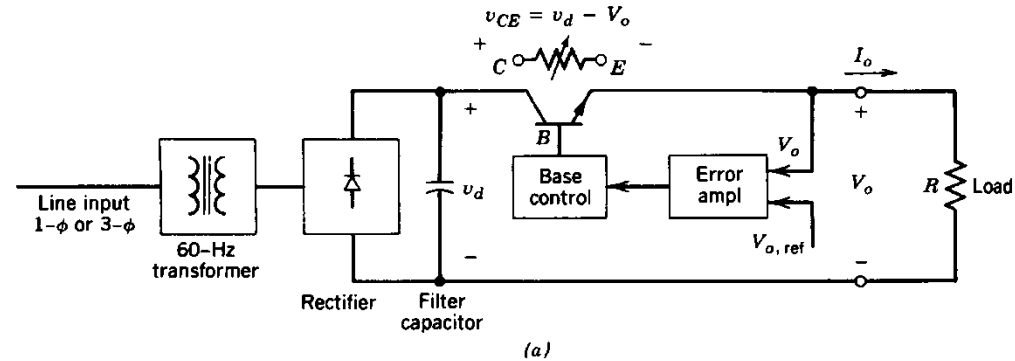 v_CE = v_d − V_o
+ −
C E
I_o
+
B
+
V_o
Base
control
Error
ampl
v_d
V_o
R Load
Line input
1-ϕ or 3-ϕ
V_o, ref
60-Hz
transformer
−
−
Rectifier
Filter
capacitor
(a)